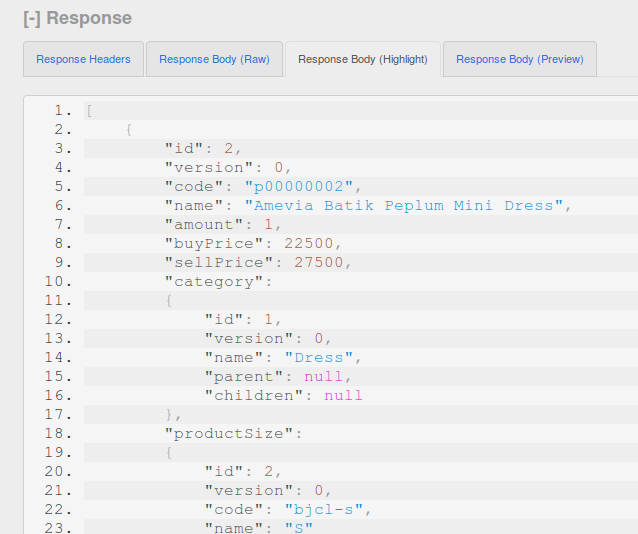 [-] Response
Response Headers Response Body (Raw) Response Body (Highlight) Response Body (Preview)
1. [
2. {
3. "id": 2,
4. "version": 0,
5. "code": "p00000002",
6. "name": "Amevia Batik Peplum Mini Dress",
7. "amount": 1,
8. "buyPrice": 22500,
9. "sellPrice": 27500,
10. "category":
11. {
12. "id": 1,
13. "version": 0,
14. "name": "Dress",
15. "parent": null,
16. "children": null
17. },
18. "productSize":
19. {
20. "id": 2,
21. "version": 0,
22. "code": "bjcl-s",
23. "name": "S"